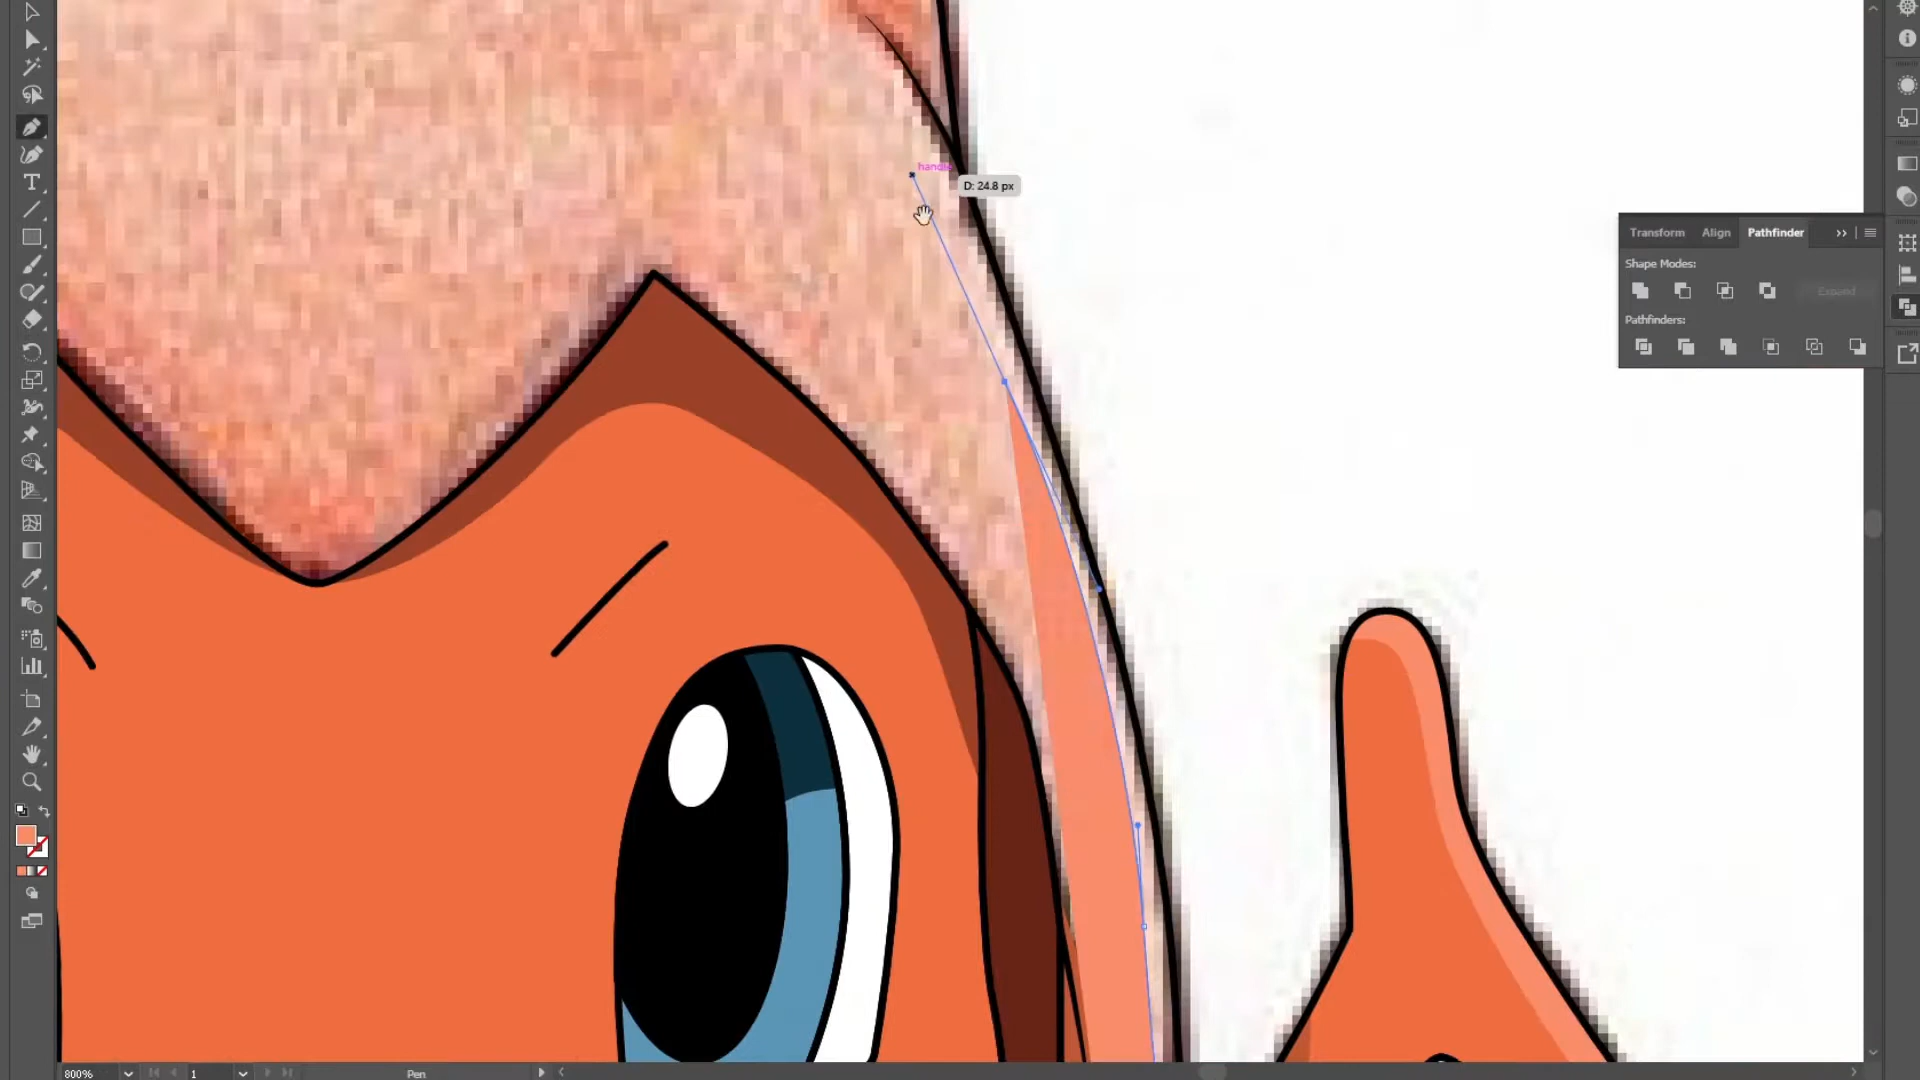 handle
D: 24.8 px
Transform Align Pathfinder
Shape Modes:
Expand
Pathfinders:
800%
1
Pen